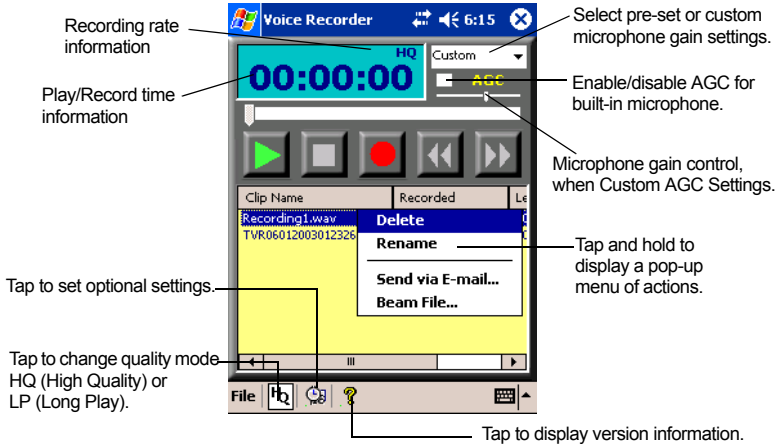 Recording rate
information
Play/Record time
information
Voice Recorder
6:15
HQ
00:00:00
Custom
AGC
Select pre-set or custom
microphone gain settings.
Enable/disable AGC for
built-in microphone.
Microphone gain control,
when Custom AGC Settings.
Clip Name Recorded Le
Recording1.wav
TVR06012003012326
Delete
Rename
Send via E-mail...
Beam File...
Tap and hold to
display a pop-up
menu of actions.
Tap to set optional settings.
Tap to change quality mode
HQ (High Quality) or
LP (Long Play).
File HQ
Tap to display version information.